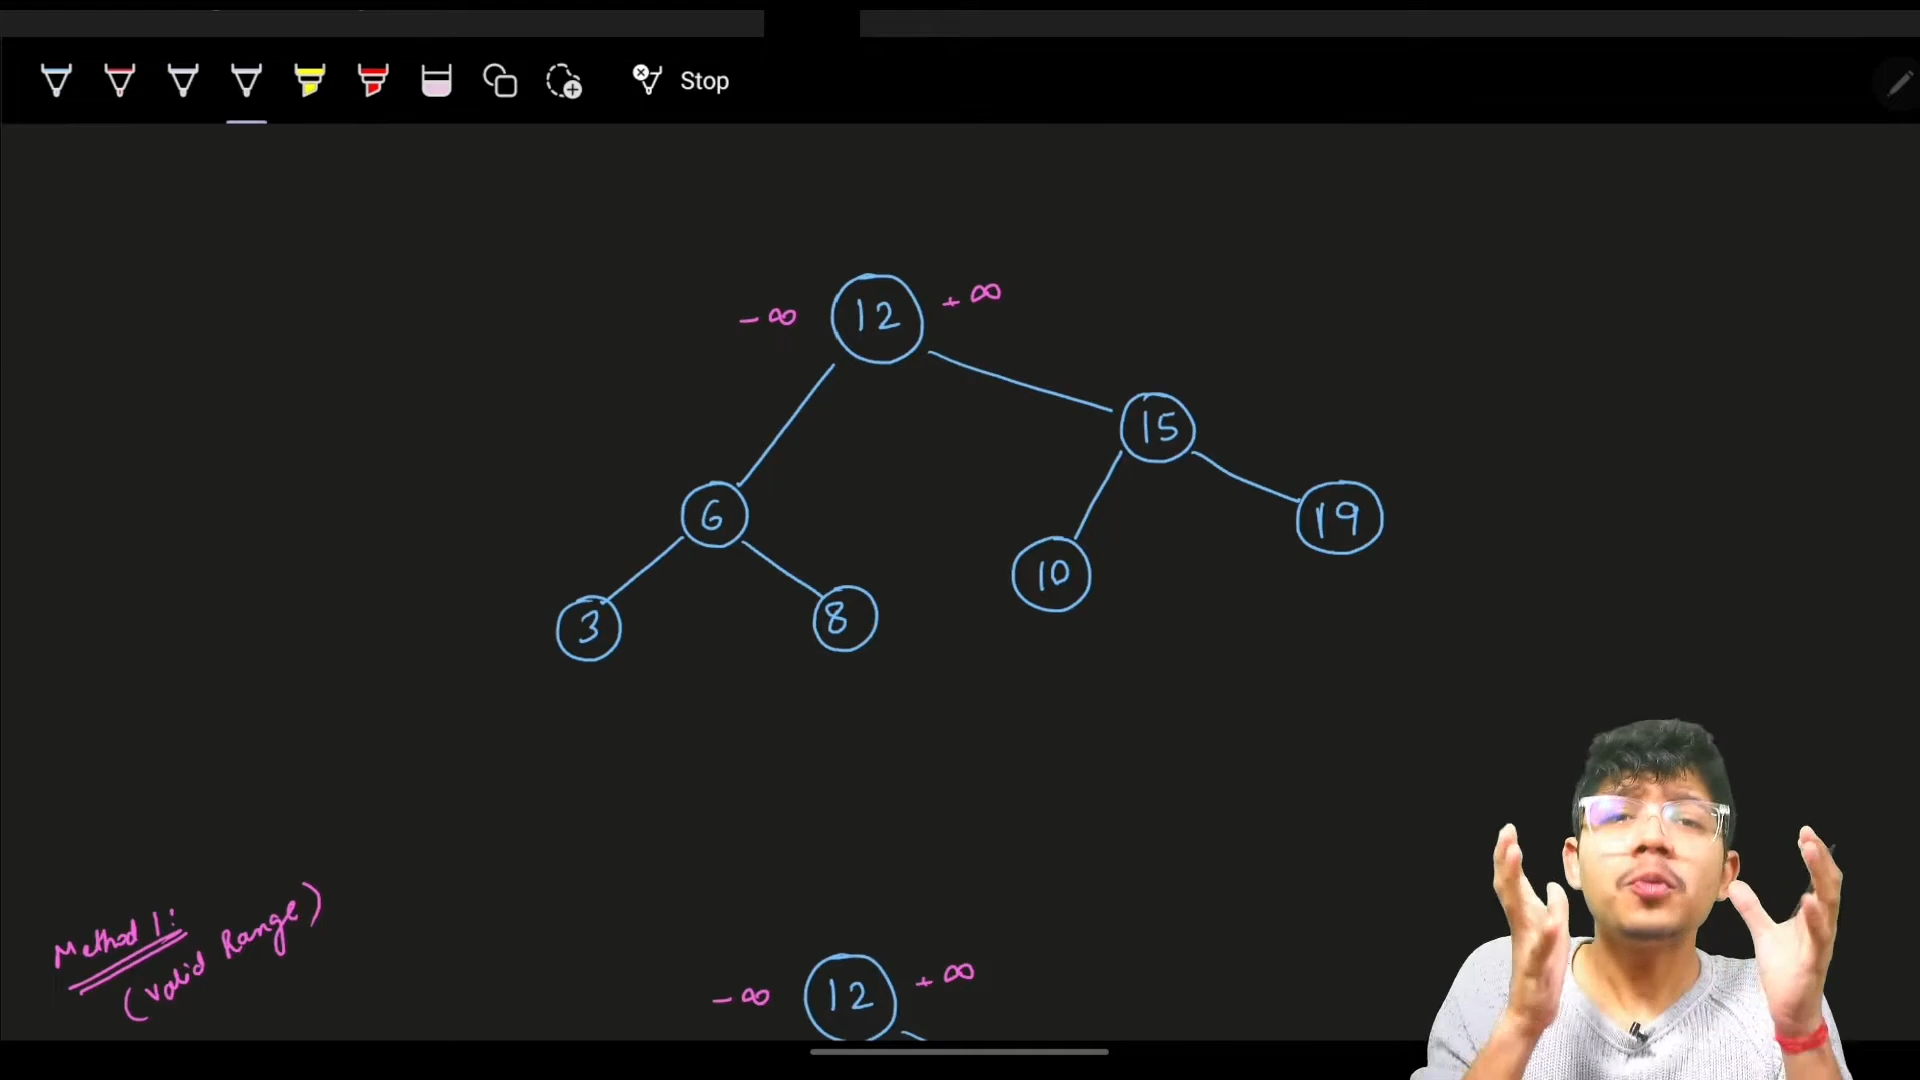 Stop
-∞ 12 +∞
15
6
19
10
3
8
Method 1:
(Valid Range)
-∞ 12 +∞